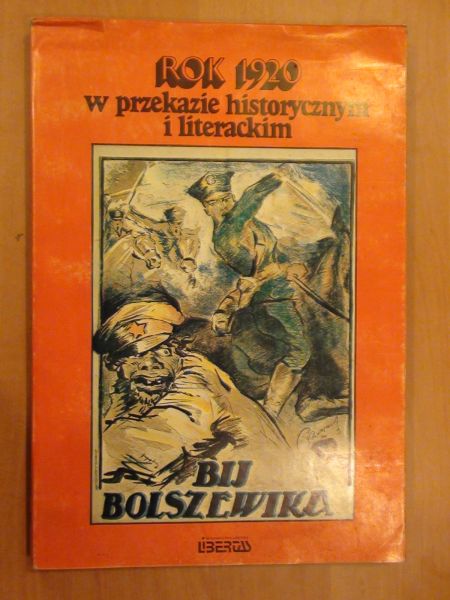 ROK 1920
w przekazie historycznym
i literackim
BIJ
BOLSZEWIKA
LIBERTAS